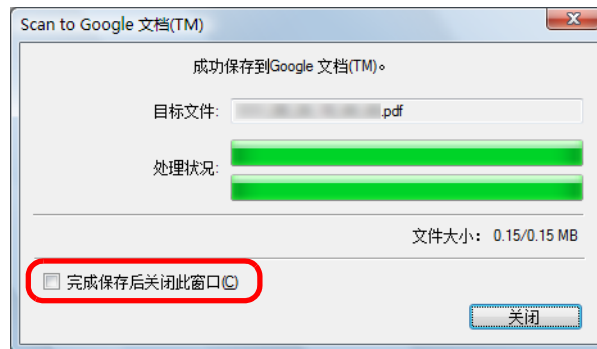 Scan to Google 文档(TM)
成功保存到Google 文档(TM)。
目标文件: .pdf
处理状况:
文件大小: 0.15/0.15 MB
完成保存后关闭此窗口(C)
关闭